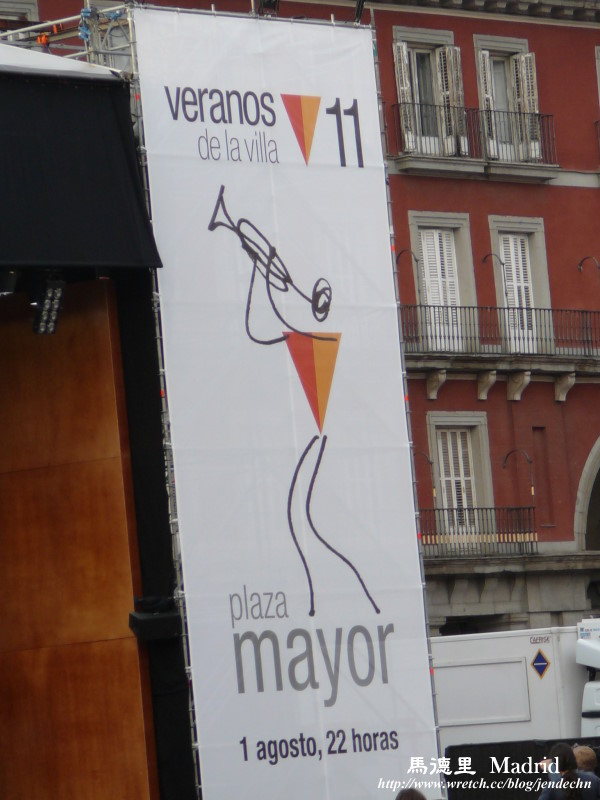 veranos
de la villa
11
plaza
mayor
1 agosto, 22 horas
馬德里 Madrid
http://www.wretch.cc/blog/jendechn